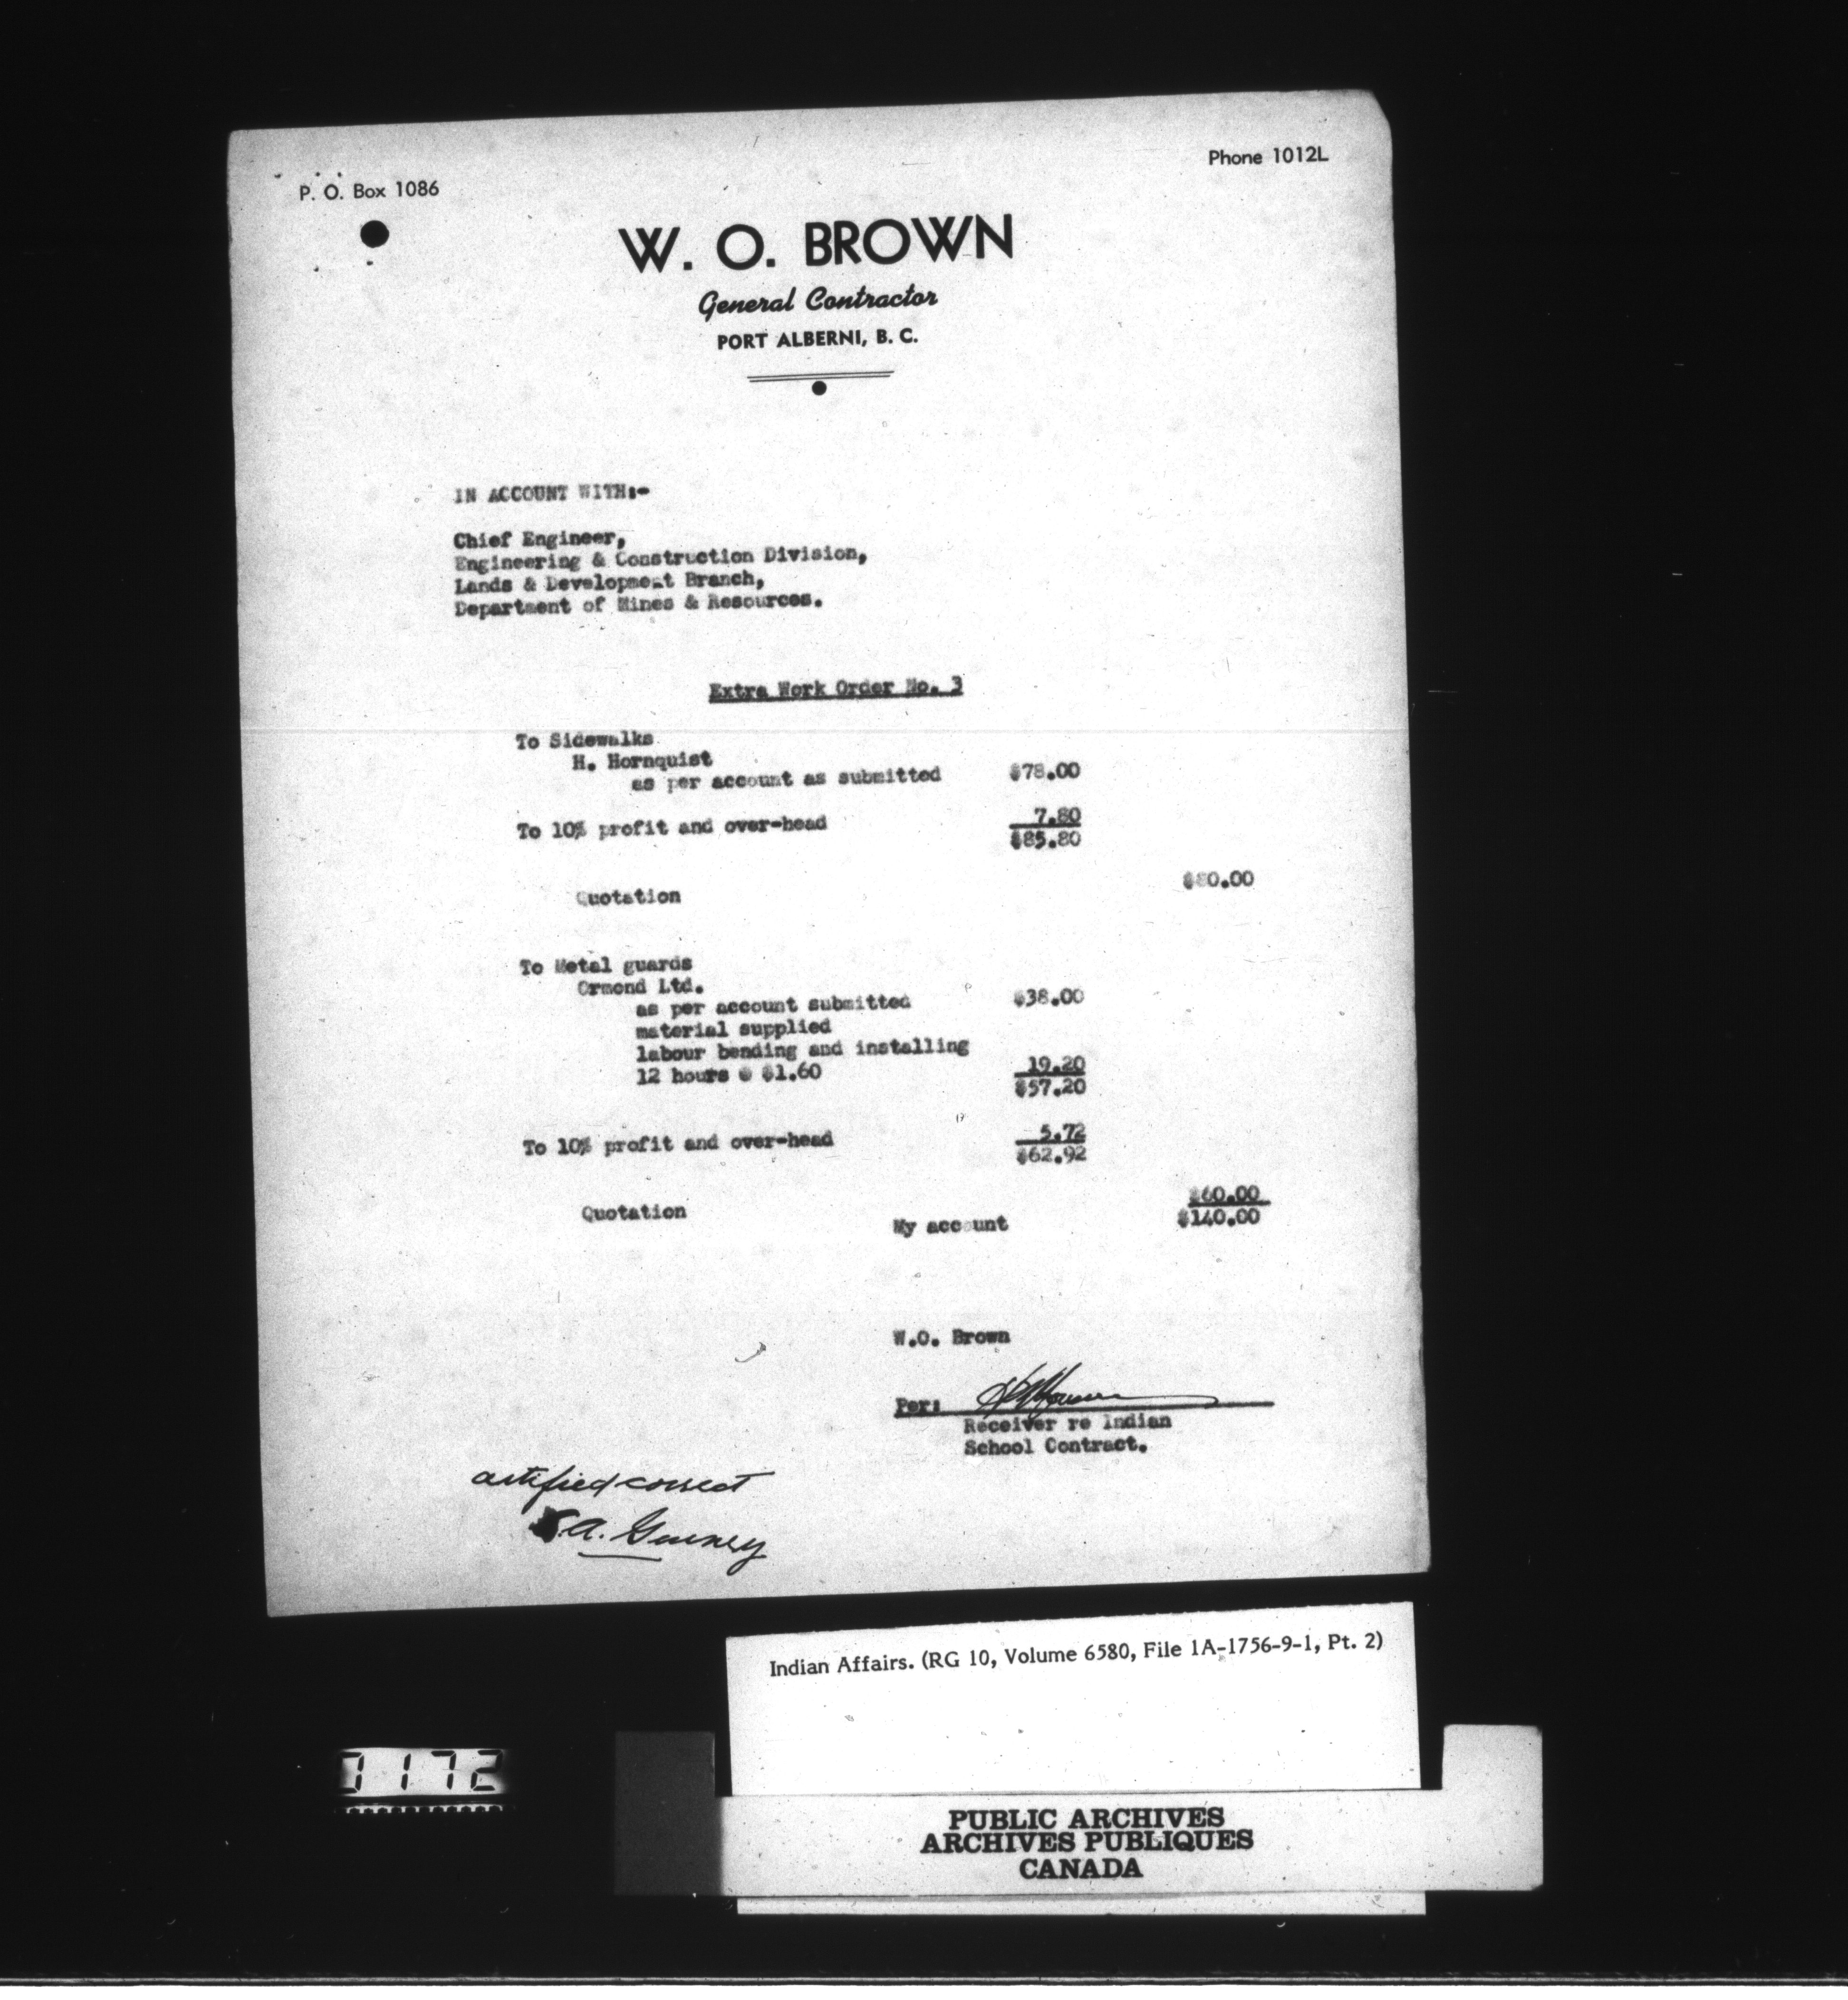 P. O. Box 1086
Phone 1012L
W. O. BROWN
General Contractor
PORT ALBERNI, B. C.
IN ACCOUNT WITH:-
Chief Engineer,
Engineering & Construction Division,
Lands & Development Branch,
Department of Mines & Resources.
Extra Work Order No. 3
To Sidewalks
H. Hornquist
as per account as submitted $78.00
To 10% profit and over-head 7.80
$85.80
Quotation $80.00
To Metal guards
Ormond Ltd.
as per account submitted $38.00
material supplied
labour bending and installing
12 hours @ $1.60 19.20
$57.20
To 10% profit and over-head 5.72
$62.92
Quotation $60.00
My account $140.00
W.O. Brown
Per:
Receiver re Indian
School Contract.
certified correct
A. Gurney
Indian Affairs. (RG 10, Volume 6580, File 1A-1756-9-1, Pt. 2)
1172
PUBLIC ARCHIVES
ARCHIVES PUBLIQUES
CANADA